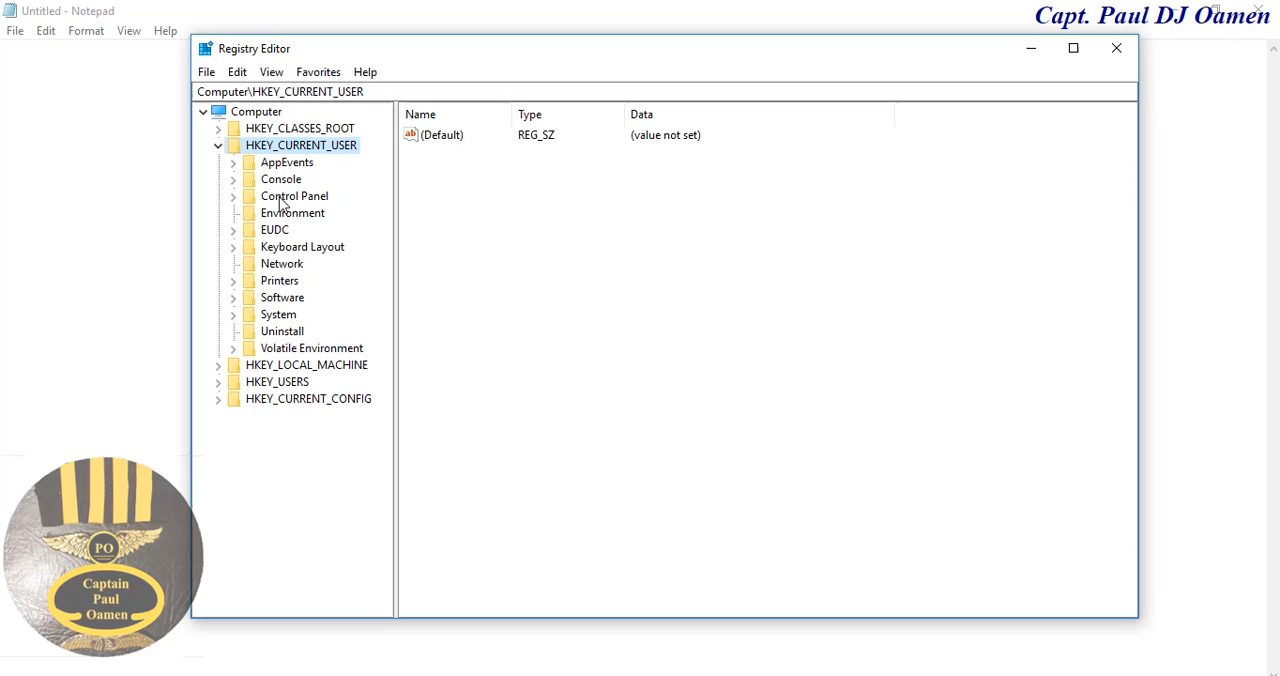 Untitled - Notepad
Capt. Paul DJ Oamen
File Edit Format View Help
Registry Editor
File Edit View Favorites Help
Computer\HKEY_CURRENT_USER
Computer
HKEY_CLASSES_ROOT
HKEY_CURRENT_USER
AppEvents
Console
Control Panel
Environment
EUDC
Keyboard Layout
Network
Printers
Software
System
Uninstall
Volatile Environment
HKEY_LOCAL_MACHINE
HKEY_USERS
HKEY_CURRENT_CONFIG
Name Type Data
ab (Default) REG_SZ (value not set)
PO
Captain
Paul
Oamen